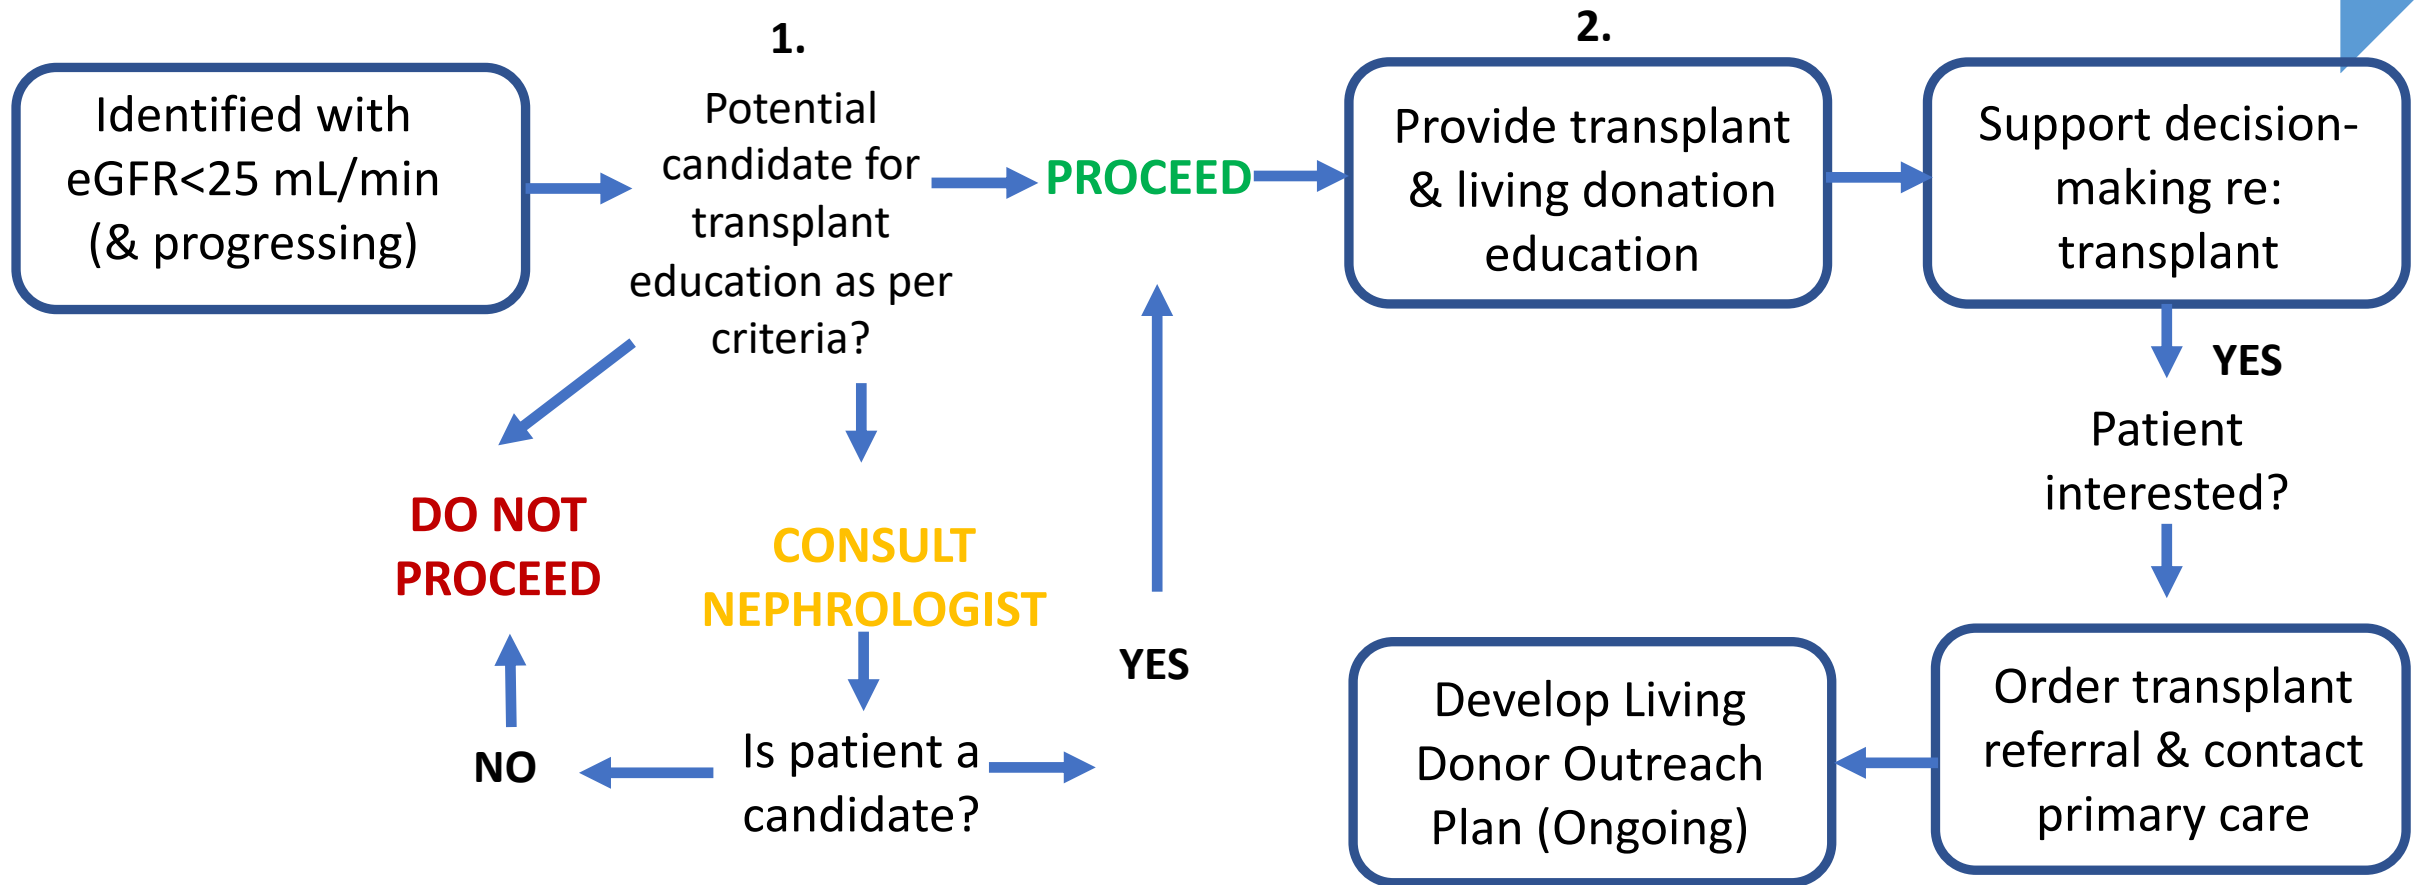 1.
2.
Identified with
eGFR<25 mL/min
(& progressing)
Potential
candidate for
transplant
education as per
criteria?
PROCEED
Provide transplant
& living donation
education
Support decision-
making re:
transplant
YES
Patient
interested?
DO NOT
PROCEED
CONSULT
NEPHROLOGIST
YES
NO
Is patient a
candidate?
Develop Living
Donor Outreach
Plan (Ongoing)
Order transplant
referral & contact
primary care